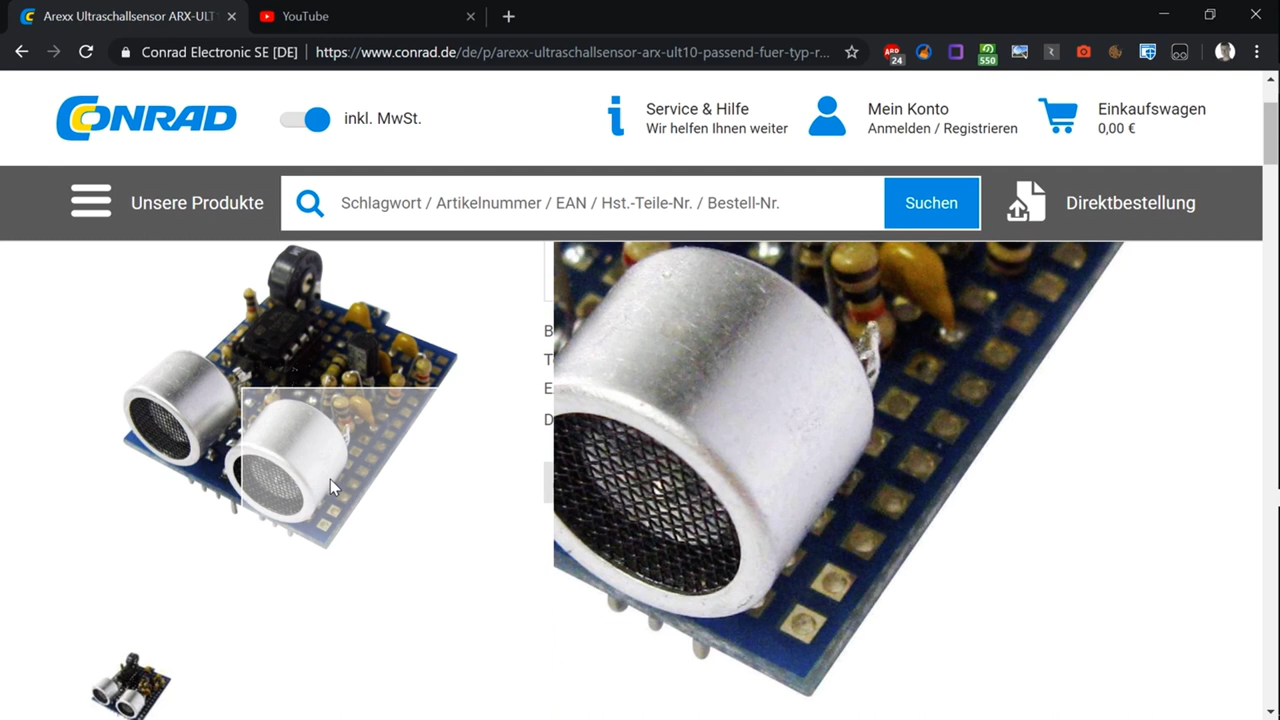 Arexx Ultraschallsensor ARX-ULT
YouTube
Conrad Electronic SE [DE]
https://www.conrad.de/de/p/arexx-ultraschallsensor-arx-ult10-passend-fuer-typ-r...
24
550
CONRAD
inkl. MwSt.
Service & Hilfe
Wir helfen Ihnen weiter
Mein Konto
Anmelden / Registrieren
Einkaufswagen
0,00 €
Unsere Produkte
Schlagwort / Artikelnummer / EAN / Hst.-Teile-Nr. / Bestell-Nr.
Suchen
Direktbestellung